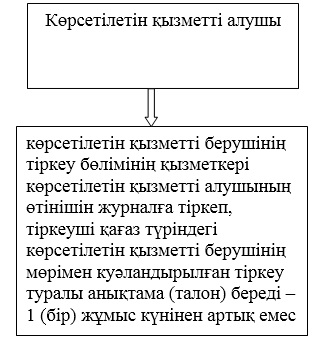 Көрсетілетін қызметті алушы
көрсетілетін қызметті берушінің
тіркеу бөлімінің қызметкері
көрсетілетін қызметті алушының
өтінішін журналға тіркеп,
тіркеуші қағаз түріндегі
көрсетілетін қызметті берушінің
мөрімен куәландырылған тіркеу
туралы анықтама (талон) береді –
1 (бір) жұмыс күнінен артық емес